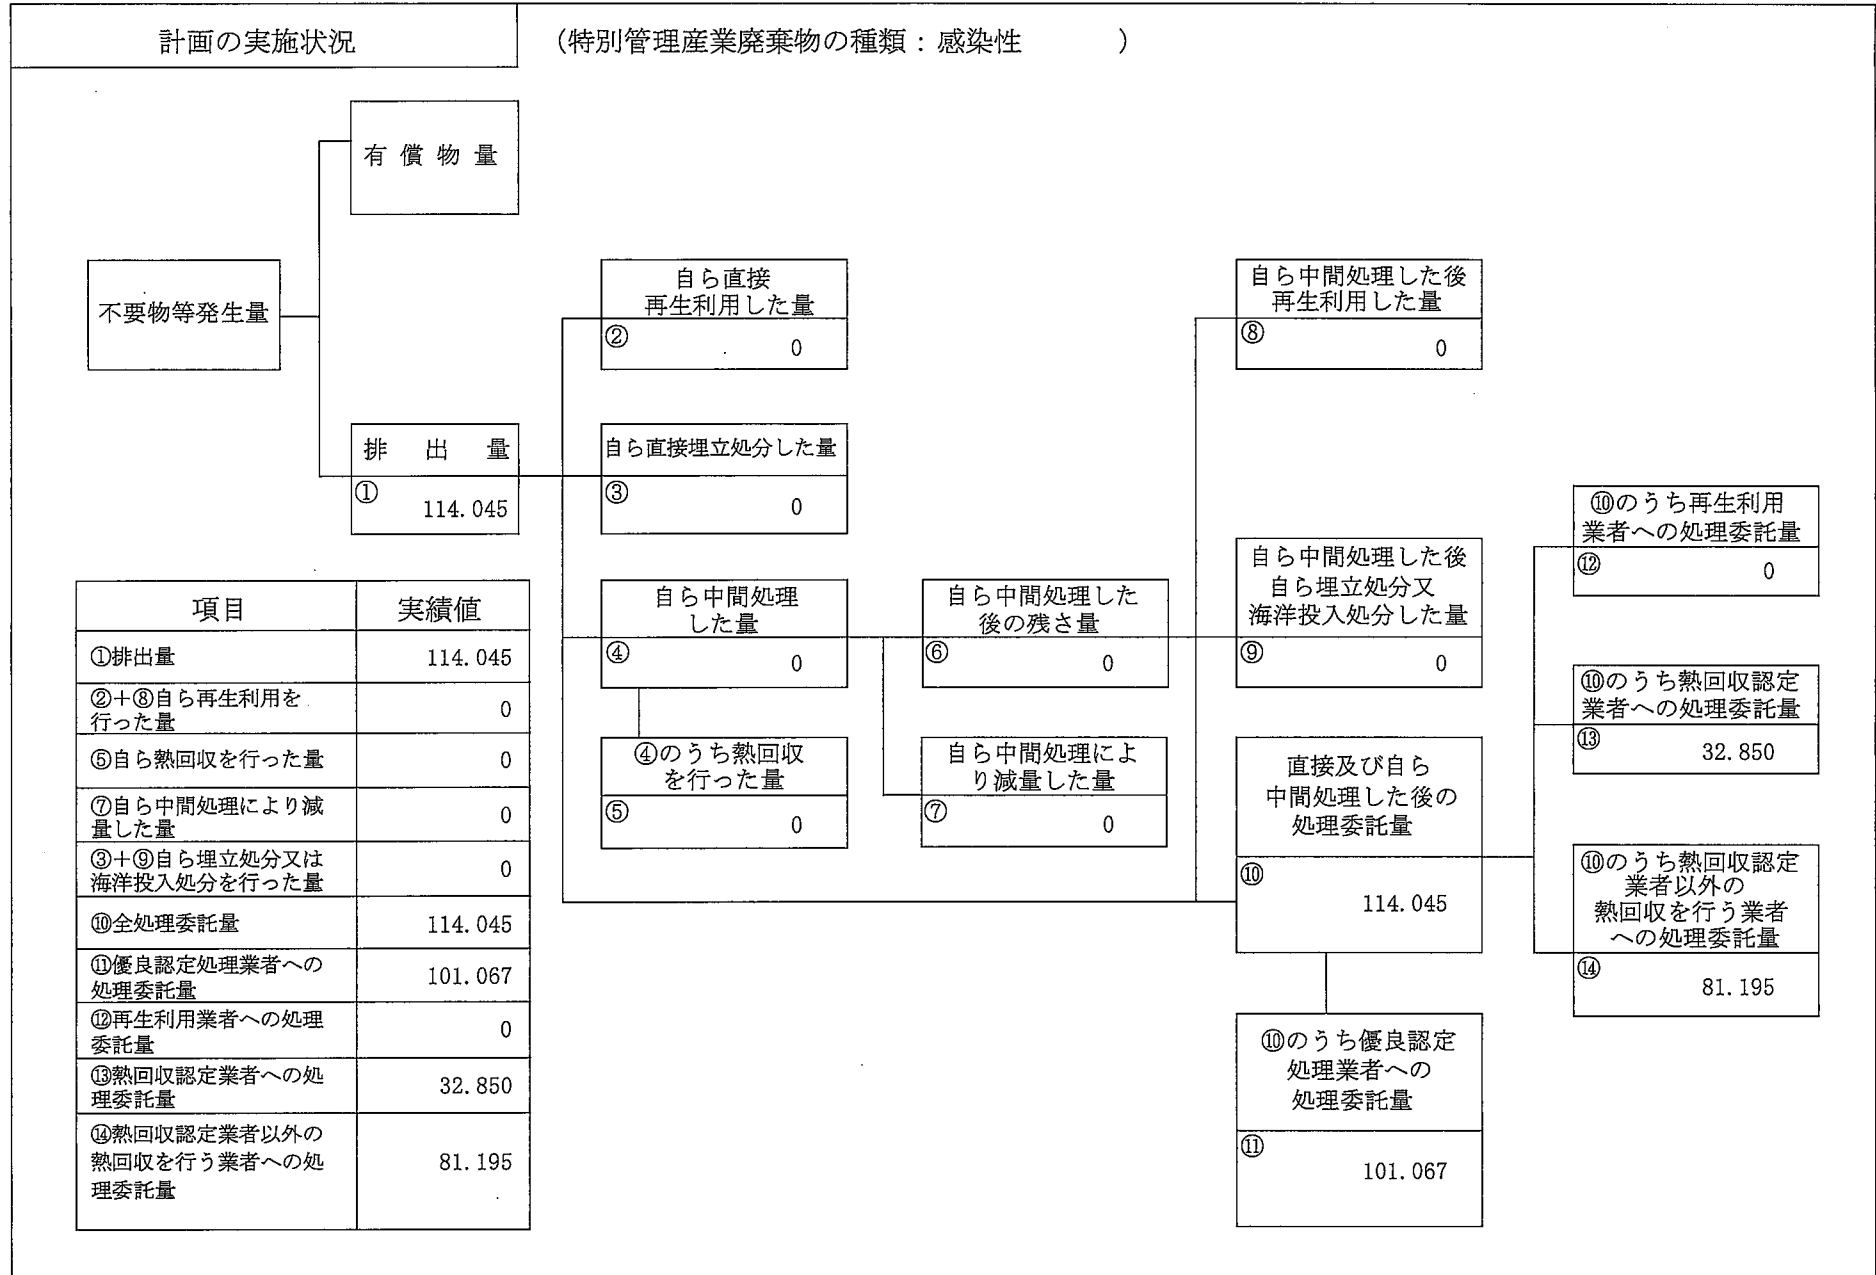 計画の実施状況
(特別管理産業廃棄物の種類：感染性　　　)
有償物量
不要物等発生量
排出量
①
114.045
自ら直接
再生利用した量
②
0
自ら直接埋立処分した量
③
0
自ら中間処理
した量
④
0
④のうち熱回収
を行った量
⑤
0
自ら中間処理した
後の残さ量
⑥
0
自ら中間処理によ
り減量した量
⑦
0
自ら中間処理した後
再生利用した量
⑧
0
自ら中間処理した後
自ら埋立処分又
海洋投入処分した量
⑨
0
直接及び自ら
中間処理した後の
処理委託量
⑩
114.045
⑩のうち優良認定
処理業者への
処理委託量
⑪
101.067
⑩のうち再生利用
業者への処理委託量
⑫
0
⑩のうち熱回収認定
業者への処理委託量
⑬
32.850
⑩のうち熱回収認定
業者以外の
熱回収を行う業者
への処理委託量
⑭
81.195
項目 実績値
①排出量 114.045
②＋⑧自ら再生利用を
行った量 0
⑤自ら熱回収を行った量 0
⑦自ら中間処理により減
量した量 0
③＋⑨自ら埋立処分又は
海洋投入処分を行った量 0
⑩全処理委託量 114.045
⑪優良認定処理業者への
処理委託量 101.067
⑫再生利用業者への処理
委託量 0
⑬熱回収認定業者への処
理委託量 32.850
⑭熱回収認定業者以外の
熱回収を行う業者への処
理委託量 81.195